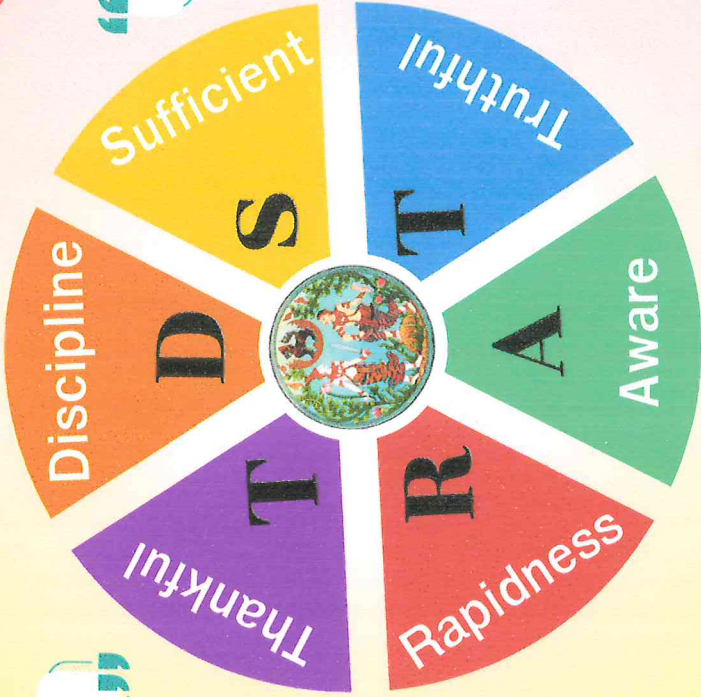 S
Sufficient
T
Truthful
A
Aware
R
Rapidness
T
Thankful
D
Discipline